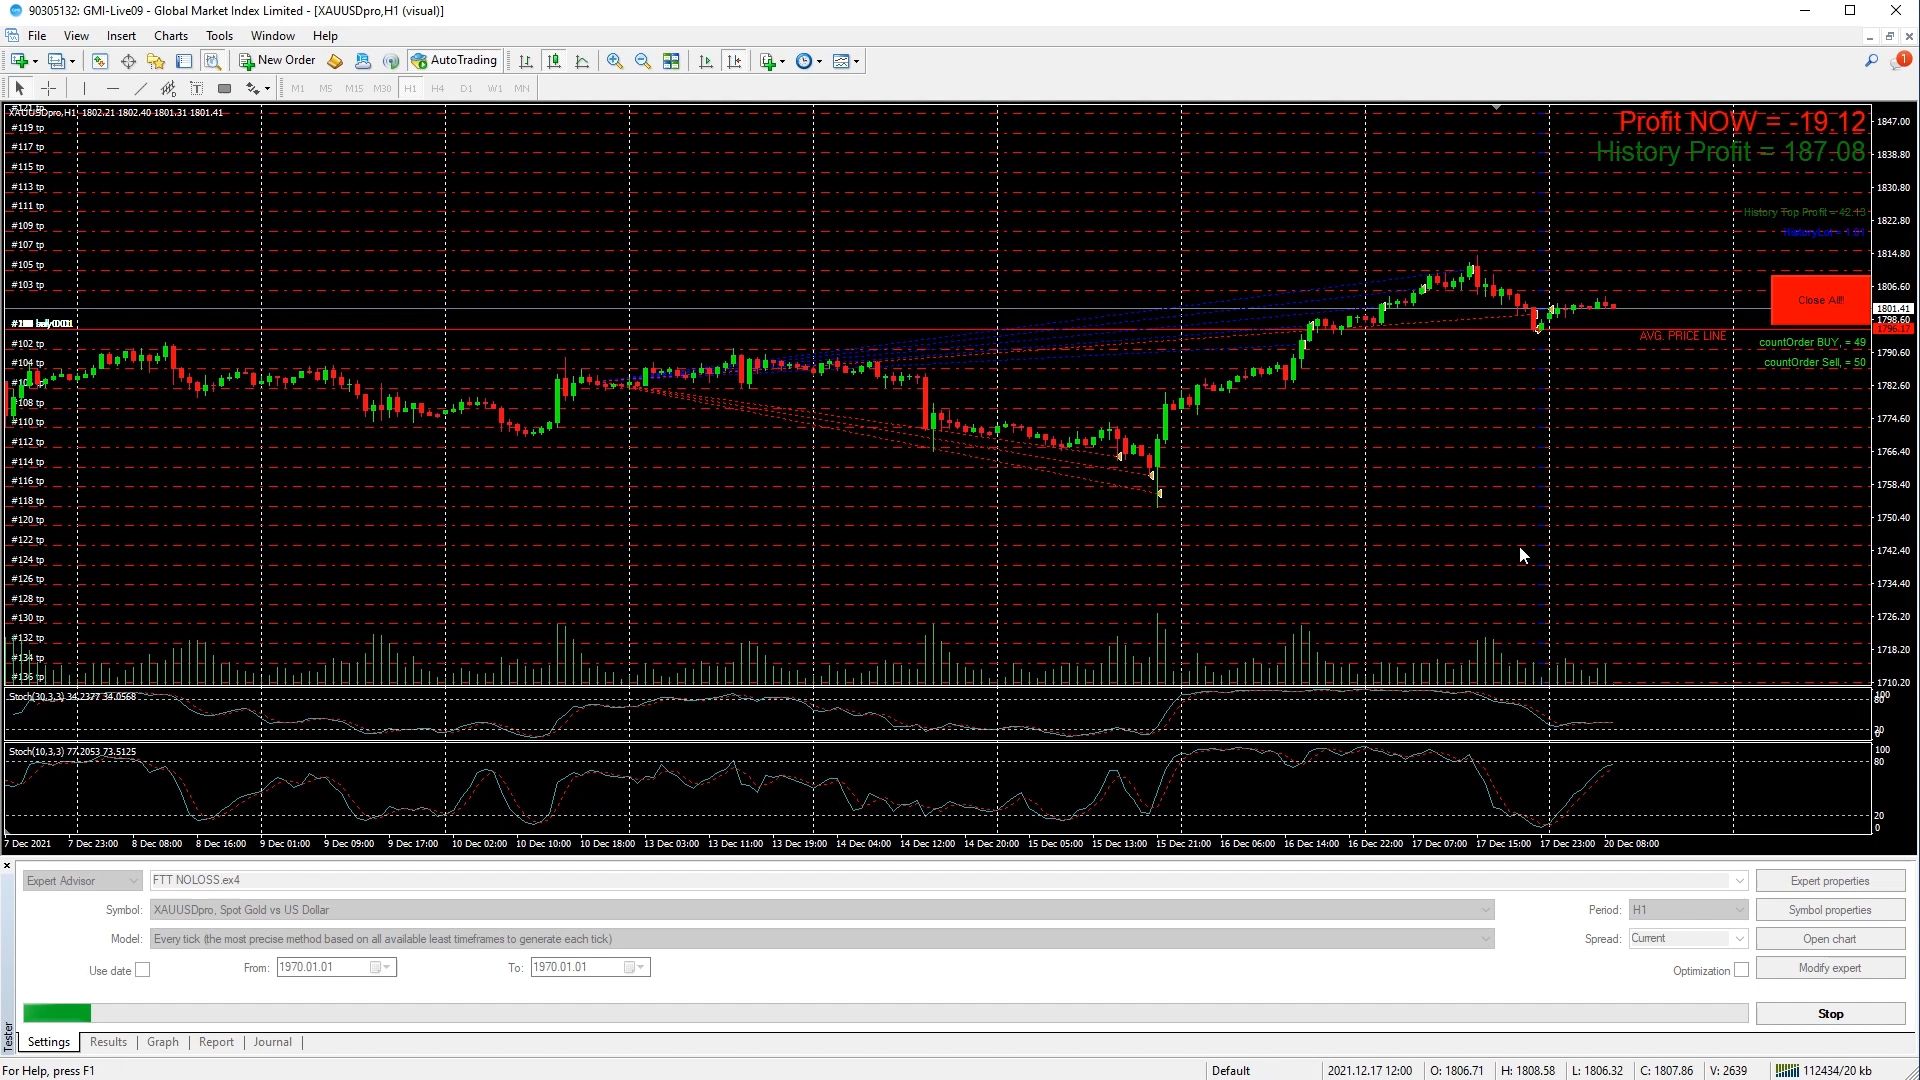 90305132: GMI-Live09 - Global Market Index Limited - [XAUUSDpro,H1 (visual)]
File View Insert Charts Tools Window Help
New Order AutoTrading 1
M1 M5 M15 M30 H1 H4 D1 W1 MN
XAUUSDpro,H1 1802.21 1802.40 1801.31 1801.41
Profit NOW = -19.12
History Profit = 187.08
History Top Profit = 42.13
Close All!!
AVG. PRICE LINE
countOrder BUY, = 49
countOrder Sell, = 50
#119 tp
#117 tp
#115 tp
#113 tp
#111 tp
#109 tp
#107 tp
#105 tp
#103 tp
#102 tp
#104 tp
#108 tp
#110 tp
#112 tp
#114 tp
#116 tp
#118 tp
#120 tp
#122 tp
#124 tp
#126 tp
#128 tp
#130 tp
#132 tp
#134 tp
#136 tp
1847.00
1838.80
1830.80
1822.80
1814.80
1806.60
1801.41
1798.60
1796.17
1790.60
1782.60
1774.60
1766.40
1758.40
1750.40
1742.40
1734.40
1726.20
1718.20
1710.20
Stoch(30,3,3) 34.2377 34.0568
100
80
20
0
Stoch(10,3,3) 77.2053 73.5125
100
80
20
0
7 Dec 2021 7 Dec 23:00 8 Dec 08:00 8 Dec 16:00 9 Dec 01:00 9 Dec 09:00 9 Dec 17:00 10 Dec 02:00 10 Dec 10:00 10 Dec 18:00 13 Dec 03:00 13 Dec 11:00 13 Dec 19:00 14 Dec 04:00 14 Dec 12:00 14 Dec 20:00 15 Dec 05:00 15 Dec 13:00 15 Dec 21:00 16 Dec 06:00 16 Dec 14:00 16 Dec 22:00 17 Dec 07:00 17 Dec 15:00 17 Dec 23:00 20 Dec 08:00
Expert Advisor FTT NOLOSS.ex4 Expert properties
Symbol: XAUUSDpro, Spot Gold vs US Dollar Period: H1 Symbol properties
Model: Every tick (the most precise method based on all available least timeframes to generate each tick) Spread: Current Open chart
Use date From: 1970.01.01 To: 1970.01.01 Optimization Modify expert
Stop
Tester
Settings Results Graph Report Journal
For Help, press F1 Default 2021.12.17 12:00 O: 1806.71 H: 1808.58 L: 1806.32 C: 1807.86 V: 2639 112434/20 kb